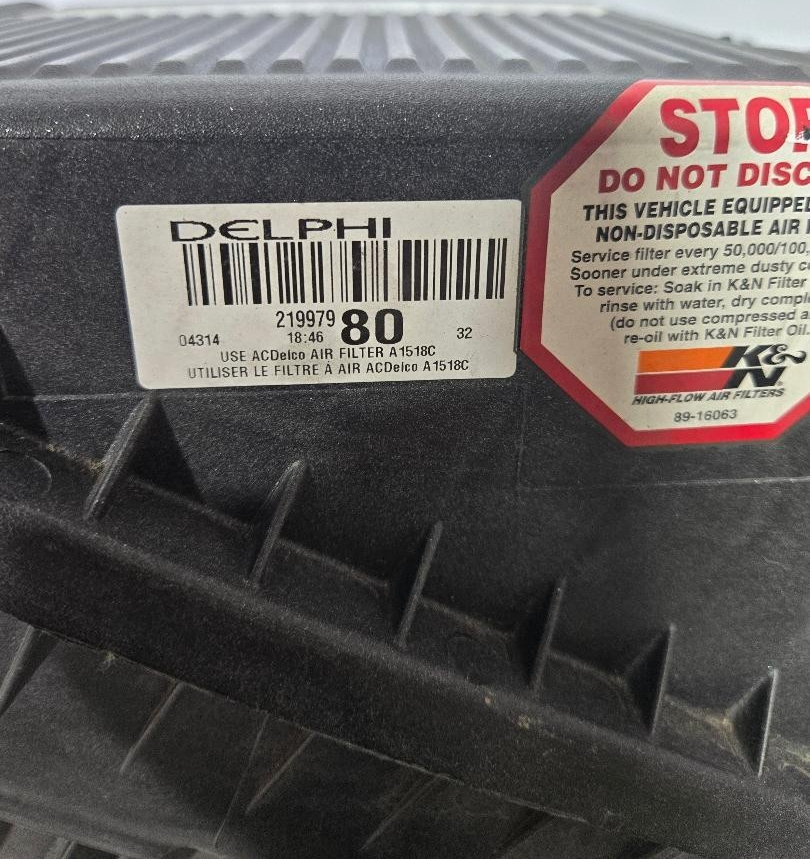 DELPHI
219979 80
04314 18:46 32
USE ACDelco AIR FILTER A1518C
UTILISER LE FILTRE À AIR ACDelco A1518C
STOP
DO NOT DISC
THIS VEHICLE EQUIPPED
NON-DISPOSABLE AIR
Service filter every 50,000/100,
Sooner under extreme dusty
To service: Soak in K&N Filter
rinse with water, dry
(do not use compressed
re-oil with K&N Filter Oil.
K&N
HIGH-FLOW AIR FILTERS
89-16063